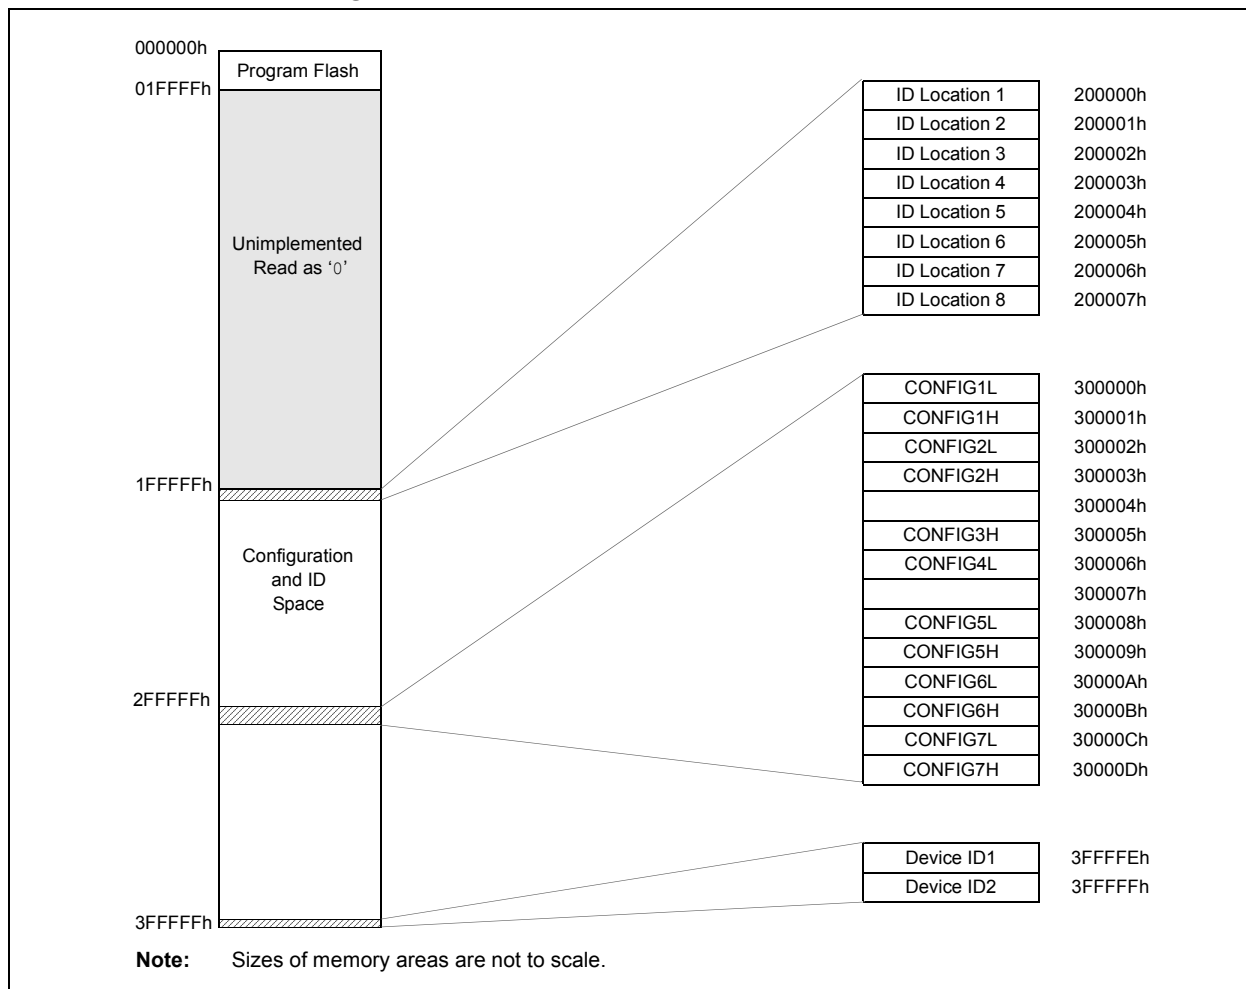 000000h
Program Flash
01FFFFh
Unimplemented
Read as ‘0’
1FFFFFh
Configuration
and ID
Space
2FFFFFh
3FFFFFh
ID Location 1 200000h
ID Location 2 200001h
ID Location 3 200002h
ID Location 4 200003h
ID Location 5 200004h
ID Location 6 200005h
ID Location 7 200006h
ID Location 8 200007h
CONFIG1L 300000h
CONFIG1H 300001h
CONFIG2L 300002h
CONFIG2H 300003h
300004h
CONFIG3H 300005h
CONFIG4L 300006h
300007h
CONFIG5L 300008h
CONFIG5H 300009h
CONFIG6L 30000Ah
CONFIG6H 30000Bh
CONFIG7L 30000Ch
CONFIG7H 30000Dh
Device ID1 3FFFFEh
Device ID2 3FFFFFh
Note: Sizes of memory areas are not to scale.